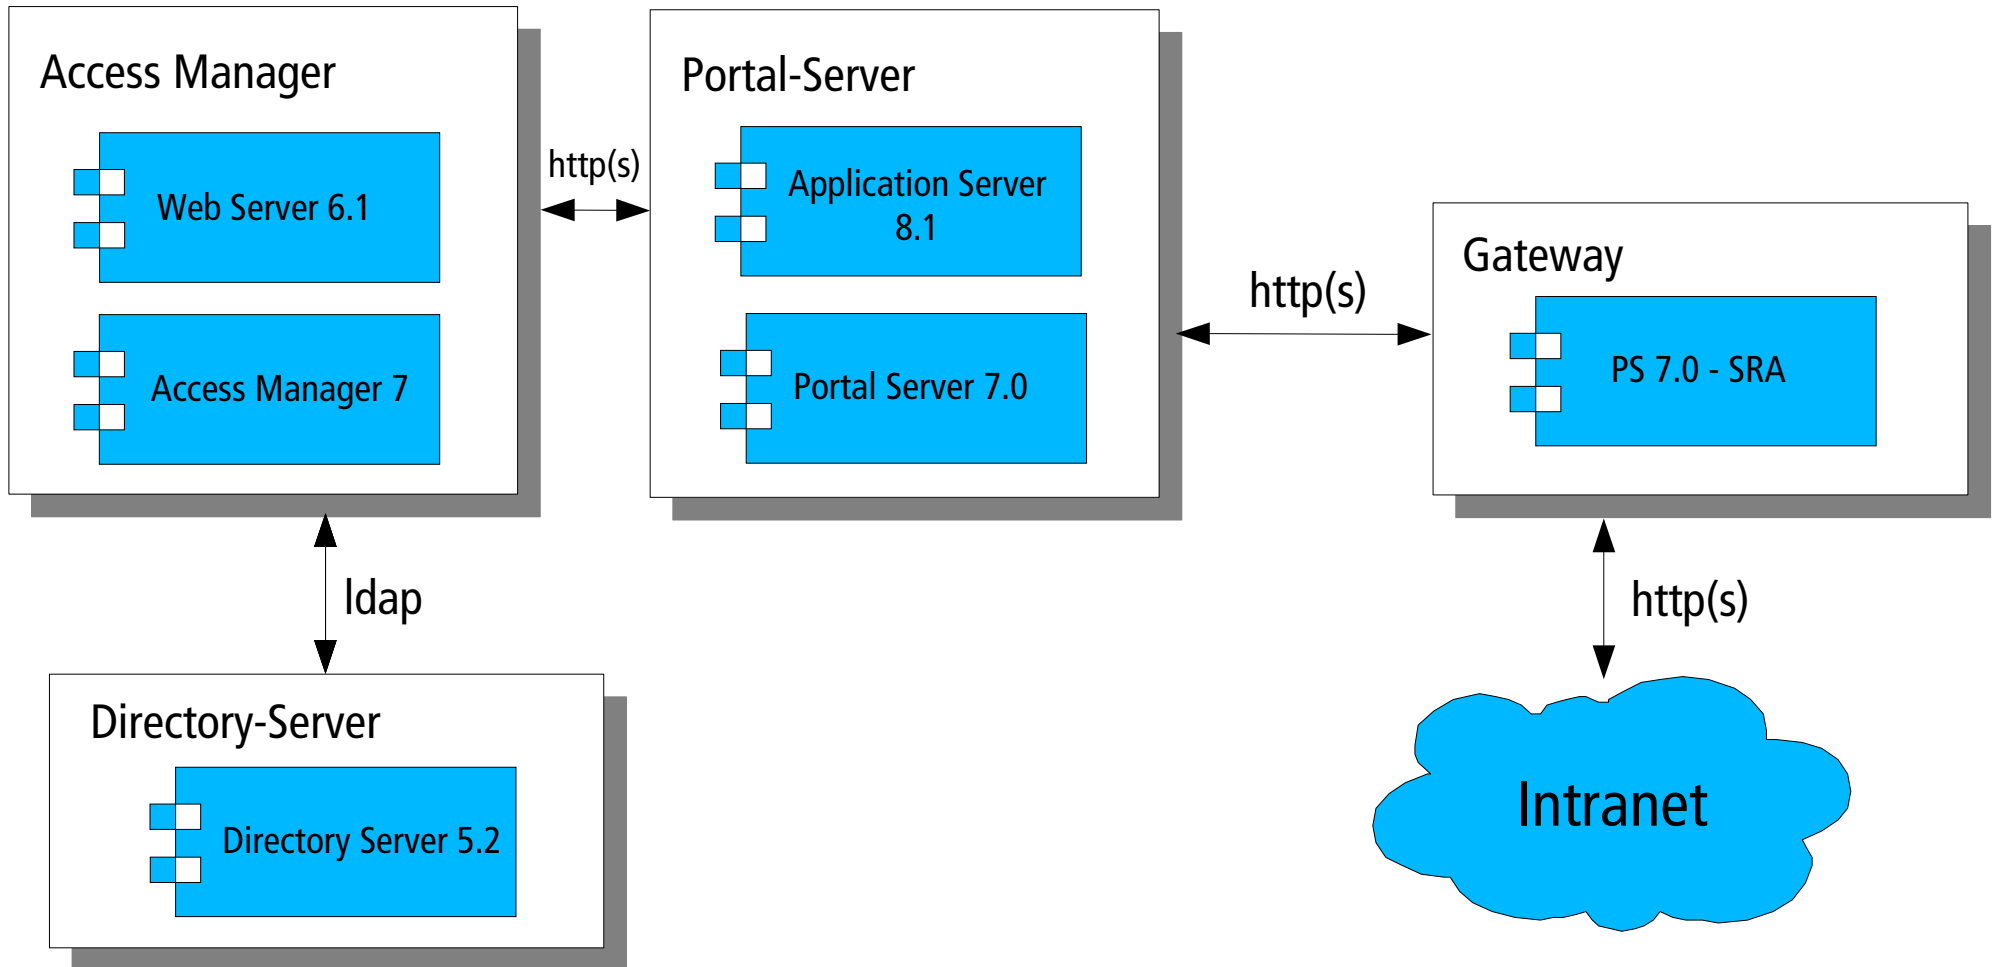 Access Manager
Web Server 6.1
Access Manager 7
http(s)
Portal-Server
Application Server
8.1
Portal Server 7.0
http(s)
Gateway
PS 7.0 - SRA
ldap
http(s)
Directory-Server
Directory Server 5.2
Intranet